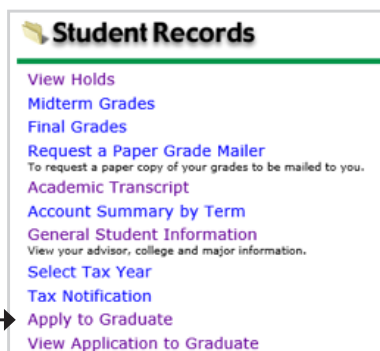 Student Records
View Holds
Midterm Grades
Final Grades
Request a Paper Grade Mailer
To request a paper copy of your grades to be mailed to you.
Academic Transcript
Account Summary by Term
General Student Information
View your advisor, college and major information.
Select Tax Year
Tax Notification
Apply to Graduate
View Application to Graduate